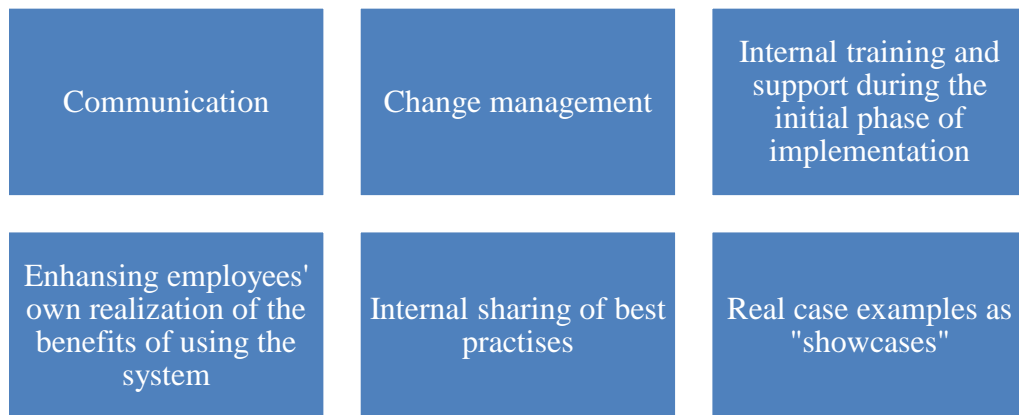 Communication
Change management
Internal training and
support during the
initial phase of
implementation
Enhansing employees'
own realization of the
benefits of using the
system
Internal sharing of best
practises
Real case examples as
"showcases"